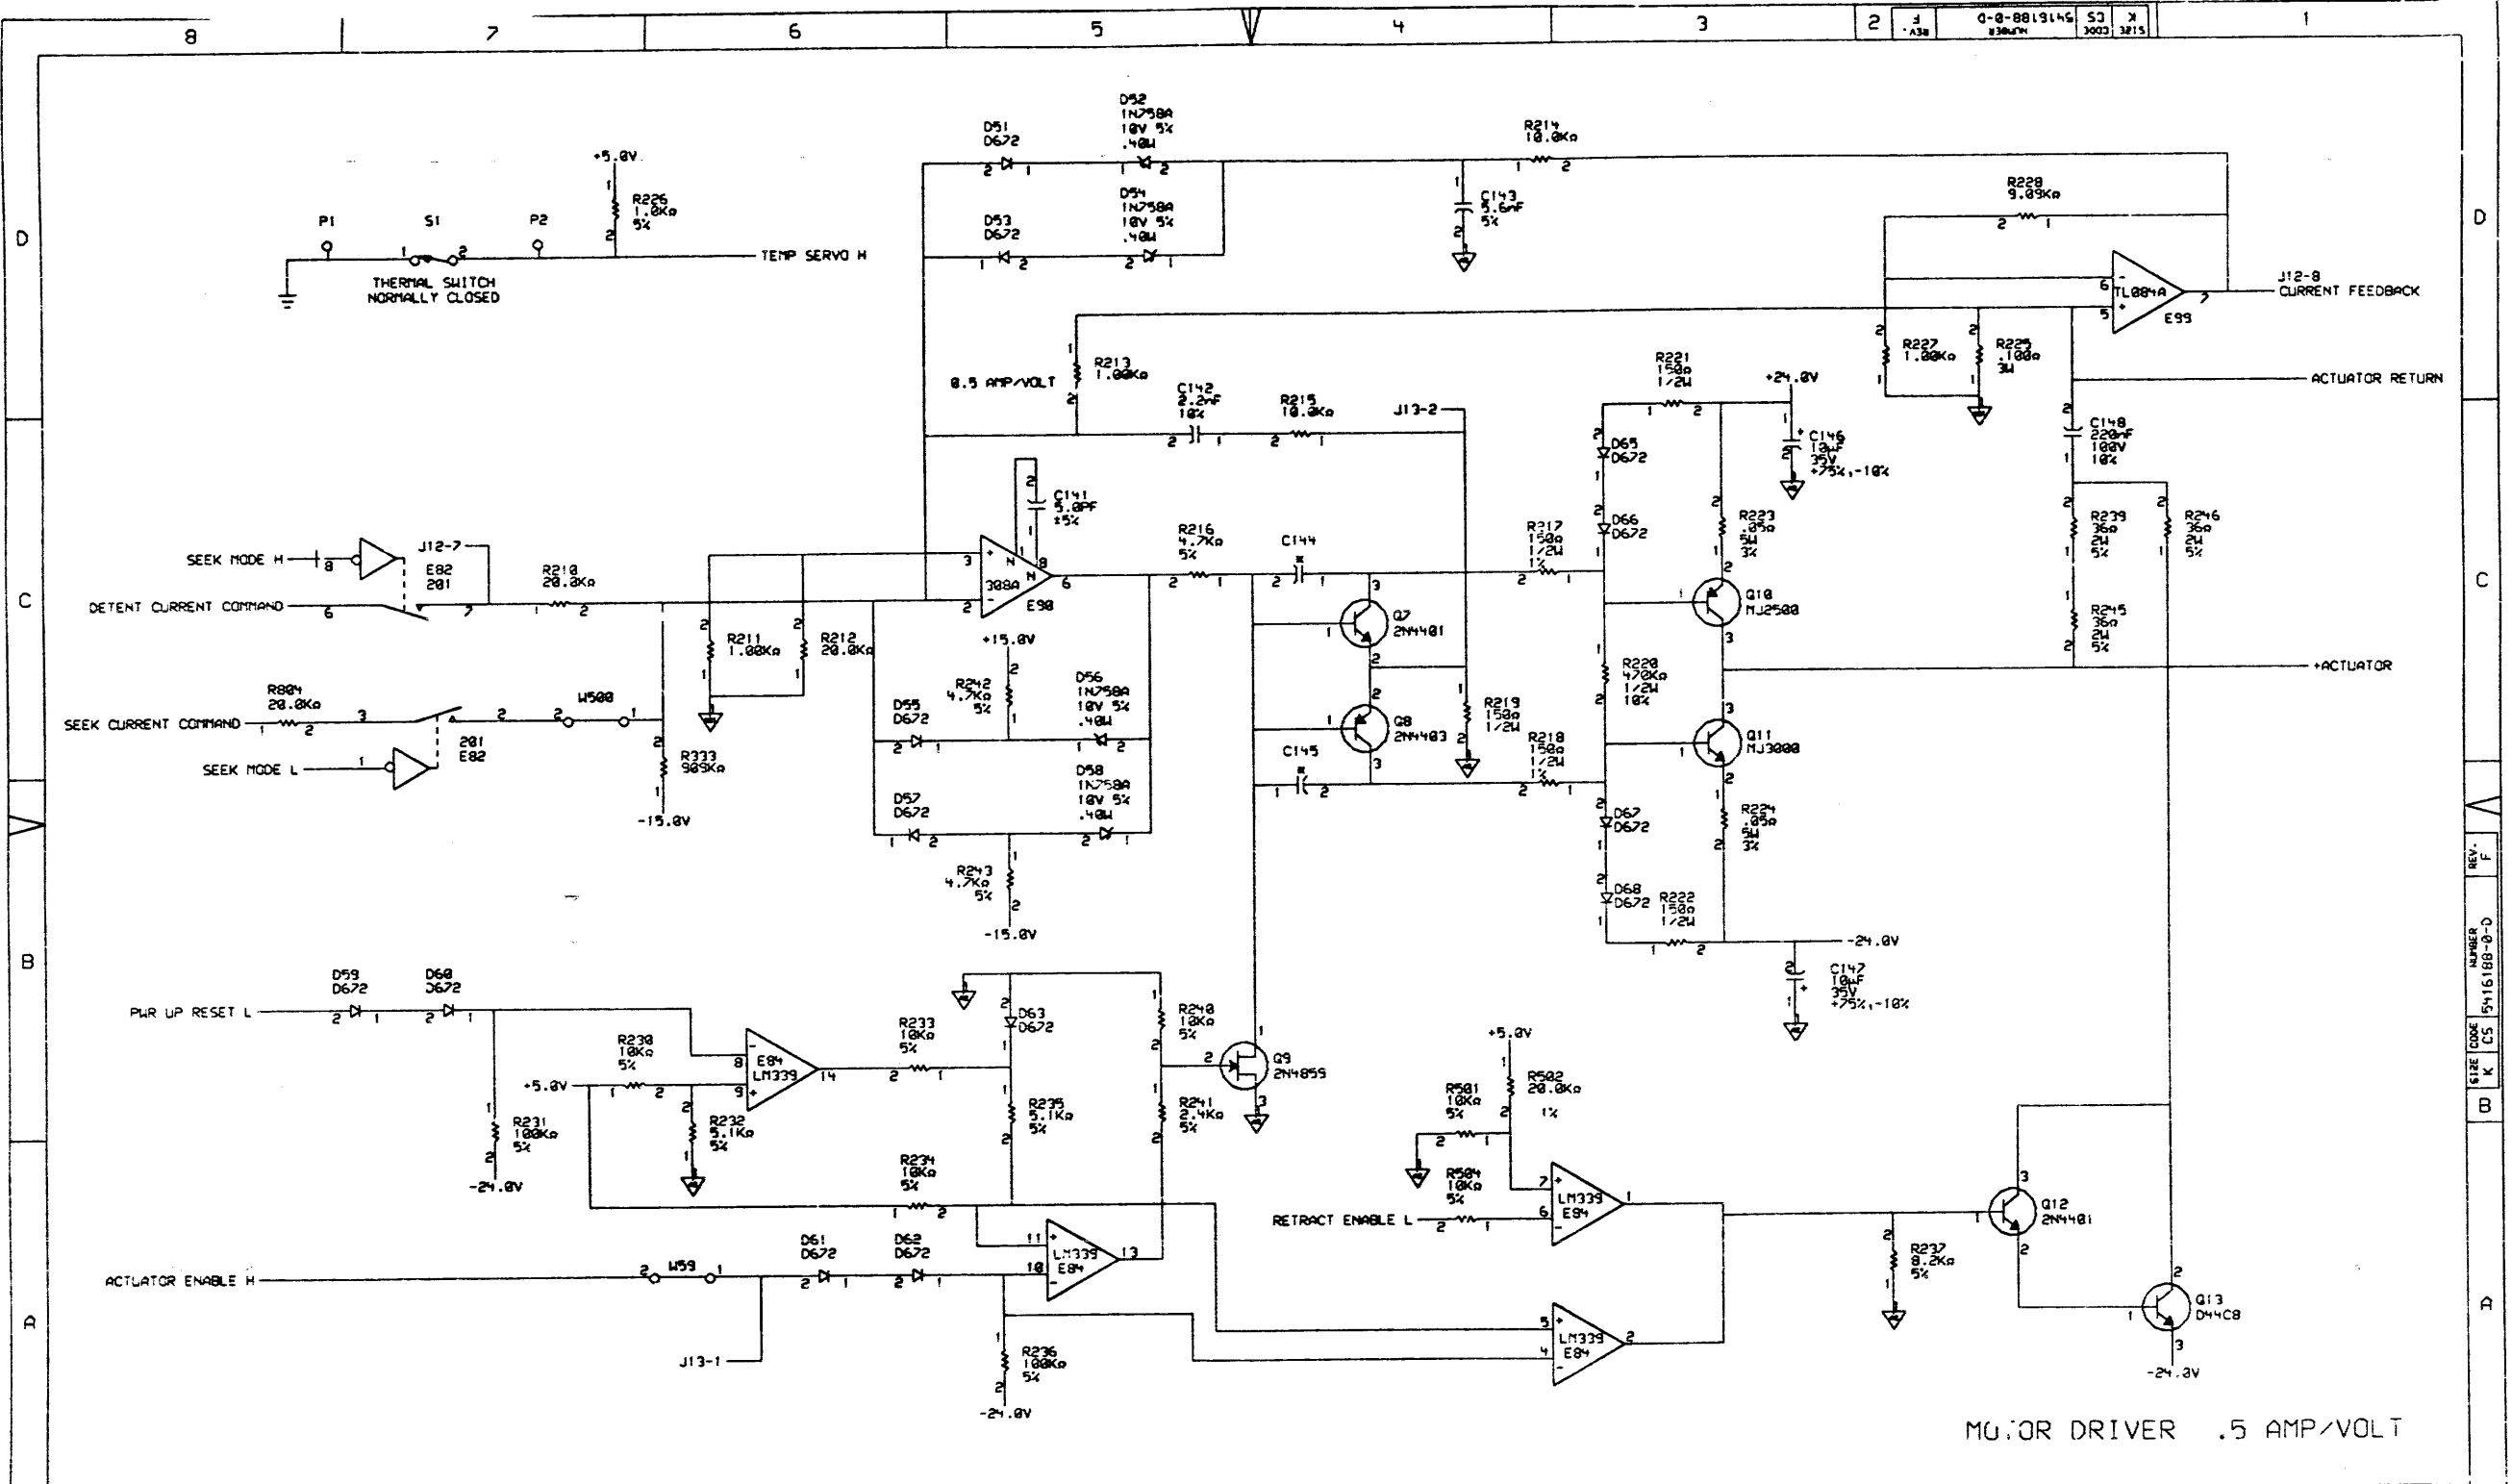 8 7 6 5 4 3 2 1
REV. F
NUMBER 5416188-0-D
CODE CS
SIZE K
D
C
B
A
D
C
B
A
REV. F
NUMBER 5416188-0-D
CODE CS
SIZE K
P1
S1
P2
+5.0V
R226
1.0KΩ
5%
TEMP SERVO H
THERMAL SWITCH
NORMALLY CLOSED
D51
D672
D52
1N758A
10V 5%
.40W
D53
D672
D54
1N758A
10V 5%
.40W
R214
10.0KΩ
C143
5.6nF
5%
R228
9.09KΩ
TL084A
E99
J12-8
CURRENT FEEDBACK
R227
1.00KΩ
R225
.100Ω
3W
ACTUATOR RETURN
0.5 AMP/VOLT
R213
1.00KΩ
C142
2.2nF
10%
R215
10.0KΩ
J13-2
R221
150Ω
1/2W
+24.0V
C146
10µF
35V
+75%,-10%
D65
D672
D66
D672
R223
.05Ω
5W
3%
C148
220nF
100V
10%
R239
36Ω
2W
5%
R246
36Ω
2W
5%
R245
36Ω
2W
5%
+ACTUATOR
SEEK MODE H
J12-7
E82
201
DETENT CURRENT COMMAND
R210
20.0KΩ
R211
1.00KΩ
R212
20.0KΩ
C141
5.0PF
±5%
308A
E90
R216
4.7KΩ
5%
C144
*
R217
150Ω
1/2W
1%
Q7
2N4401
Q8
2N4403
C145
*
R219
150Ω
1/2W
R218
150Ω
1/2W
1%
R220
470KΩ
1/2W
10%
Q10
MJ2500
Q11
MJ3000
R804
20.0KΩ
SEEK CURRENT COMMAND
W500
201
E82
SEEK MODE L
R333
909KΩ
-15.0V
+15.0V
R242
4.7KΩ
5%
D55
D672
D56
1N758A
10V 5%
.40W
D57
D672
D58
1N758A
10V 5%
.40W
R243
4.7KΩ
5%
-15.0V
D67
D672
D68
D672
R222
150Ω
1/2W
R224
.05Ω
5W
3%
-24.0V
C147
10µF
35V
+75%,-10%
D59
D672
D60
D672
PWR UP RESET L
R230
10KΩ
5%
+5.0V
R231
100KΩ
5%
-24.0V
R232
5.1KΩ
5%
E84
LM339
R233
10KΩ
5%
D63
D672
R235
5.1KΩ
5%
R240
10KΩ
5%
R241
2.4KΩ
5%
Q9
2N4859
R234
10KΩ
5%
LM339
E84
ACTUATOR ENABLE H
W59
D61
D672
D62
D672
J13-1
R236
100KΩ
5%
-24.0V
+5.0V
R501
10KΩ
5%
R502
20.0KΩ
1%
R504
10KΩ
5%
RETRACT ENABLE L
LM339
E84
LM339
E84
R237
8.2KΩ
5%
Q12
2N4401
Q13
D44C8
-24.0V
MOTOR DRIVER .5 AMP/VOLT